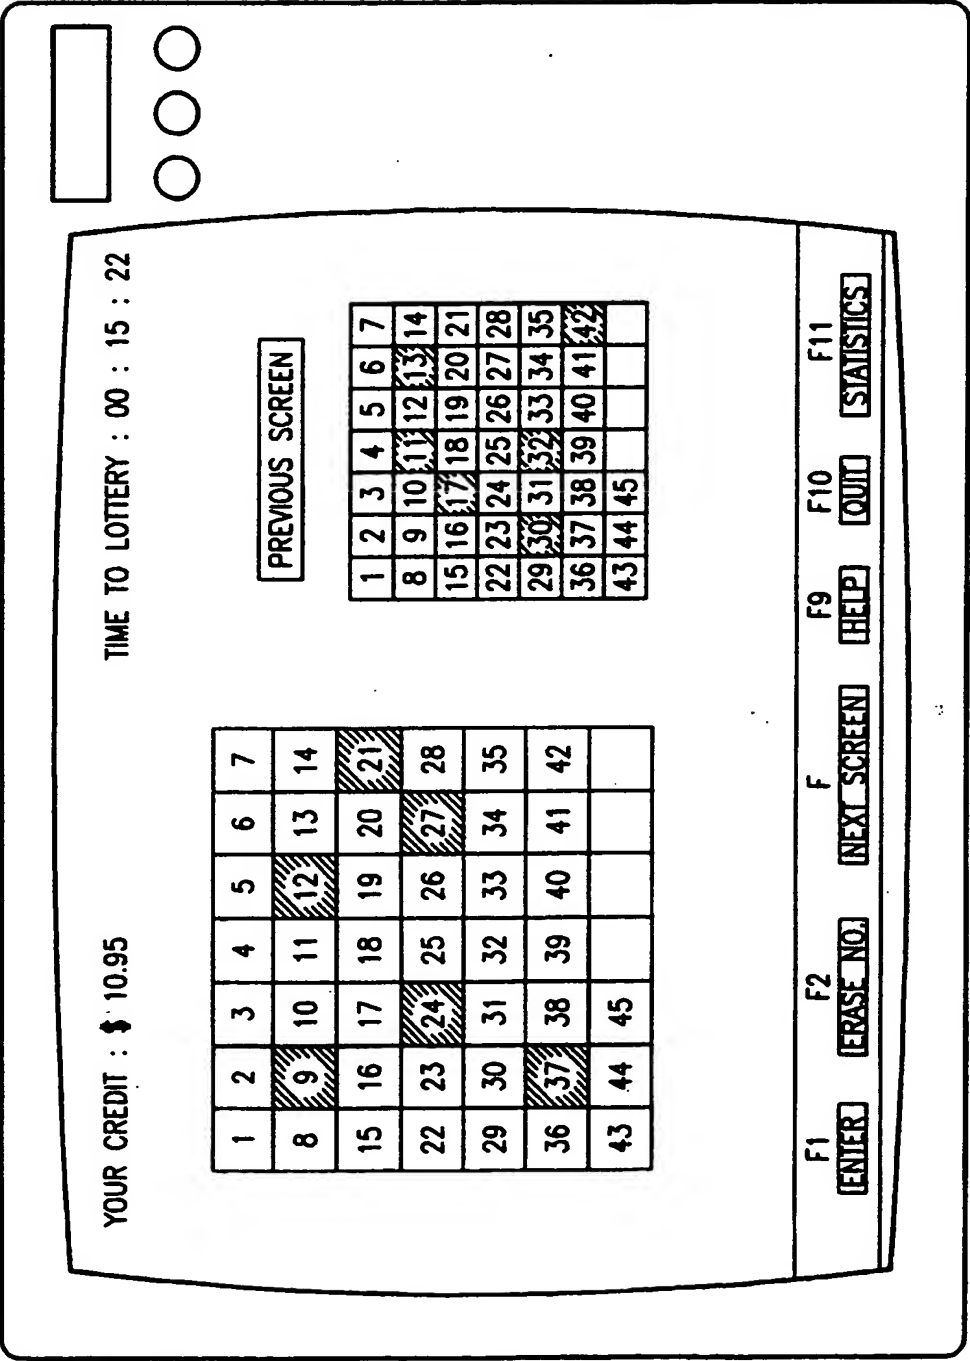 YOUR CREDIT : $ 10.95
TIME TO LOTTERY : 00 : 15 : 22
1 2 3 4 5 6 7
8 9 10 11 12 13 14
15 16 17 18 19 20 21
22 23 24 25 26 27 28
29 30 31 32 33 34 35
36 37 38 39 40 41 42
43 44 45
PREVIOUS SCREEN
1 2 3 4 5 6 7
8 9 10 11 12 13 14
15 16 17 18 19 20 21
22 23 24 25 26 27 28
29 30 31 32 33 34 35
36 37 38 39 40 41 42
43 44 45
F1 F2 F F9 F10 F11
ENTER ERASE NO. NEXT SCREEN HELP QUIT STATISTICS